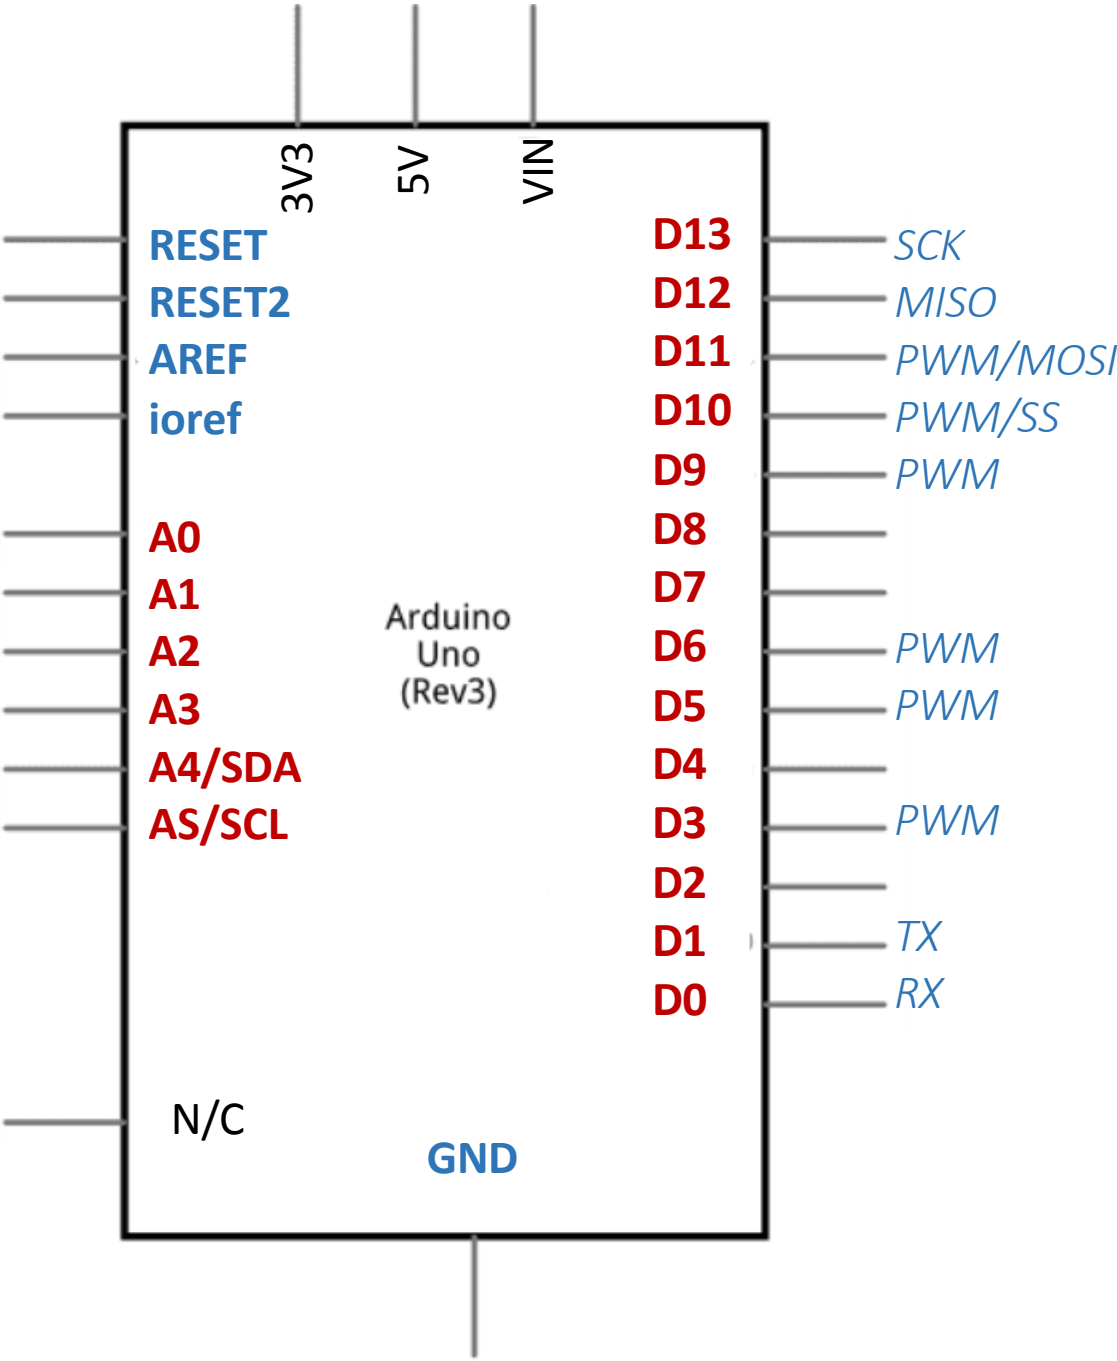 3V3
5V
VIN
RESET
RESET2
AREF
ioref
A0
A1
A2
A3
A4/SDA
AS/SCL
N/C
Arduino
Uno
(Rev3)
D13 SCK
D12 MISO
D11 PWM/MOSI
D10 PWM/SS
D9 PWM
D8
D7
D6 PWM
D5 PWM
D4
D3 PWM
D2
D1 TX
D0 RX
GND